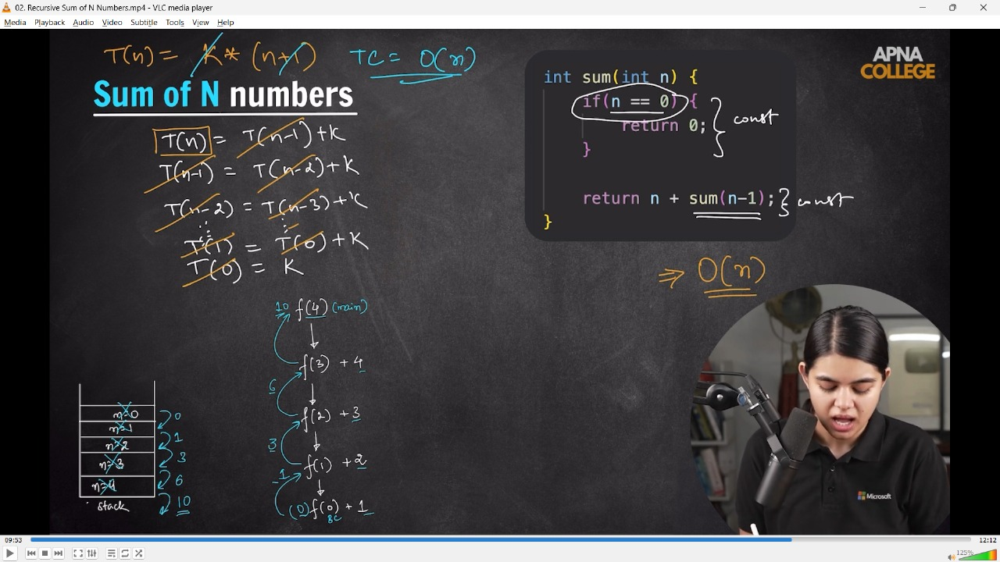 02. Recursive Sum of N Numbers.mp4 - VLC media player
Media Playback Audio Video Subtitle Tools View Help
T(n) = K * (n+1) TC = O(n)
APNA
COLLEGE
Sum of N numbers
T(n) = T(n-1) + K
T(n-1) = T(n-2) + K
T(n-2) = T(n-3) + K
T(1) = T(0) + K
T(0) = K
int sum(int n) {
if(n == 0) {
return 0;
}
const
return n + sum(n-1);
const
}
⇒ O(n)
10 f(4) (main)
f(3) + 4
6
f(2) + 3
3
f(1) + 2
1
(0) f(0) + 1
BC
n=0 0
n=1 1
n=2 3
n=3 6
n=4 10
stack
Microsoft
09:53 12:12
125%